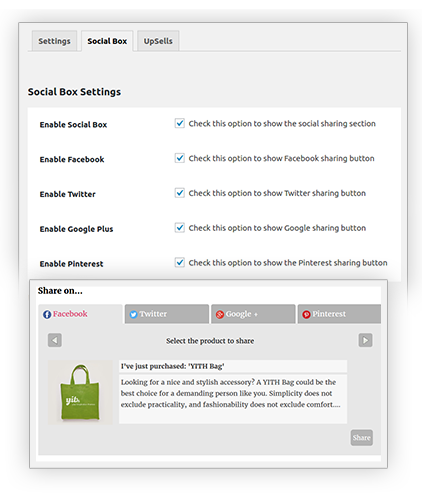 Settings
Social Box
UpSells
Social Box Settings
Enable Social Box
Check this option to show the social sharing section
Enable Facebook
Check this option to show Facebook sharing button
Enable Twitter
Check this option to show Twitter sharing button
Enable Google Plus
Check this option to show Google sharing button
Enable Pinterest
Check this option to show the Pinterest sharing button
Share on...
Facebook
Twitter
Google +
Pinterest
Select the product to share
I've just purchased: 'YITH Bag'
Looking for a nice and stylish accessory? A YITH Bag could be the
best choice for a demanding person like you. Simplicity does not
exclude practicality, and fashionability does not exclude comfort....
yith
Share